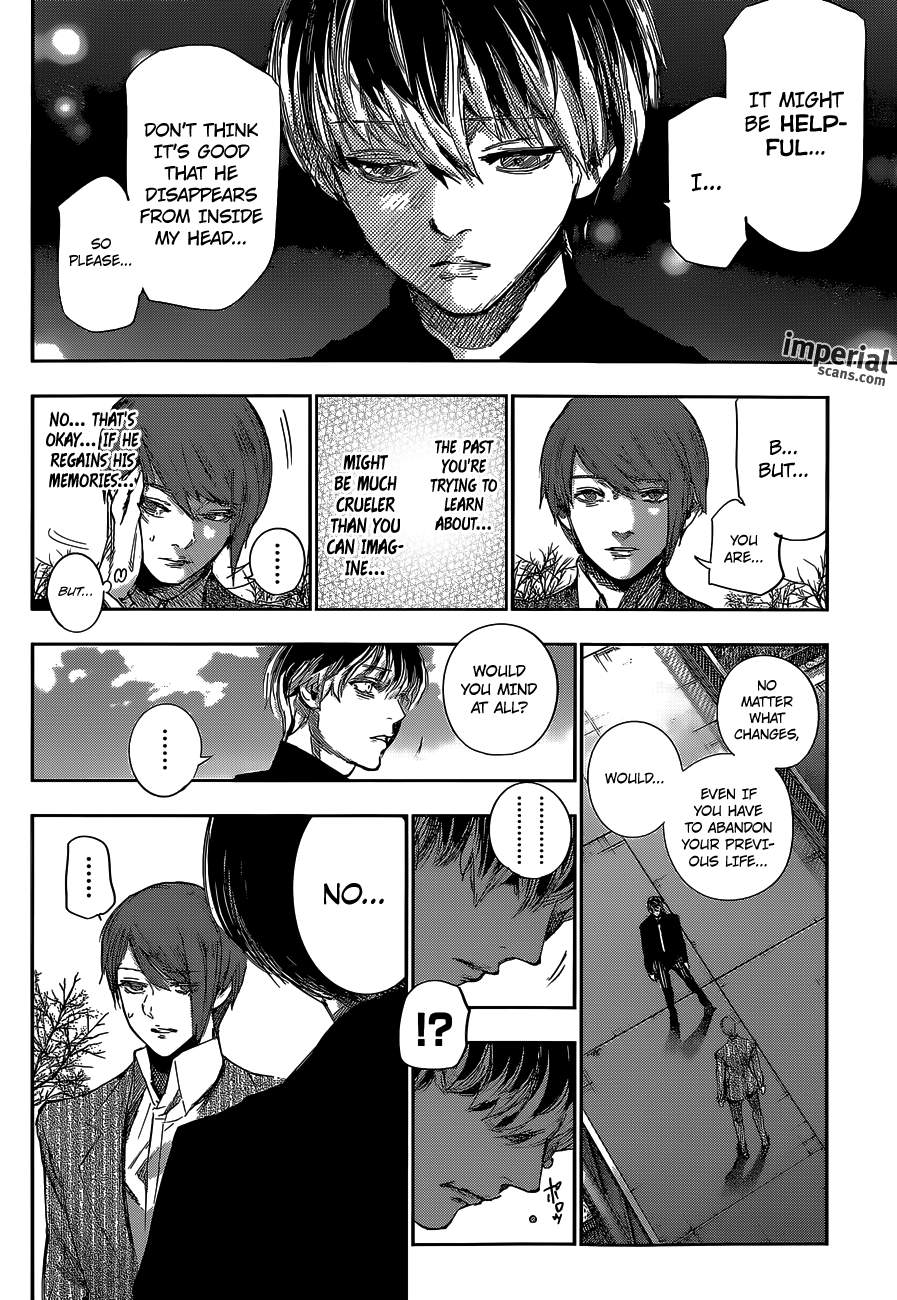 IT MIGHT
BE HELP-
FUL...
I...
DON'T THINK
IT'S GOOD
THAT HE
DISAPPEARS
FROM INSIDE
MY HEAD...
SO
PLEASE...
imperial
scans.com
B...
BUT...
YOU
ARE...
THE PAST
YOU'RE
TRYING TO
LEARN
ABOUT...
MIGHT
BE MUCH
CRUELER
THAN YOU
CAN IMAG-
INE...
NO... THAT'S
OKAY... IF HE
REGAINS HIS
MEMORIES...
......
BUT...
NO
MATTER
WHAT
CHANGES,
EVEN IF
YOU HAVE
TO ABANDON
YOUR PREVI-
OUS LIFE...
WOULD...
WOULD
YOU MIND
AT ALL?
......
.........
!?
ポロッ
NO...
......